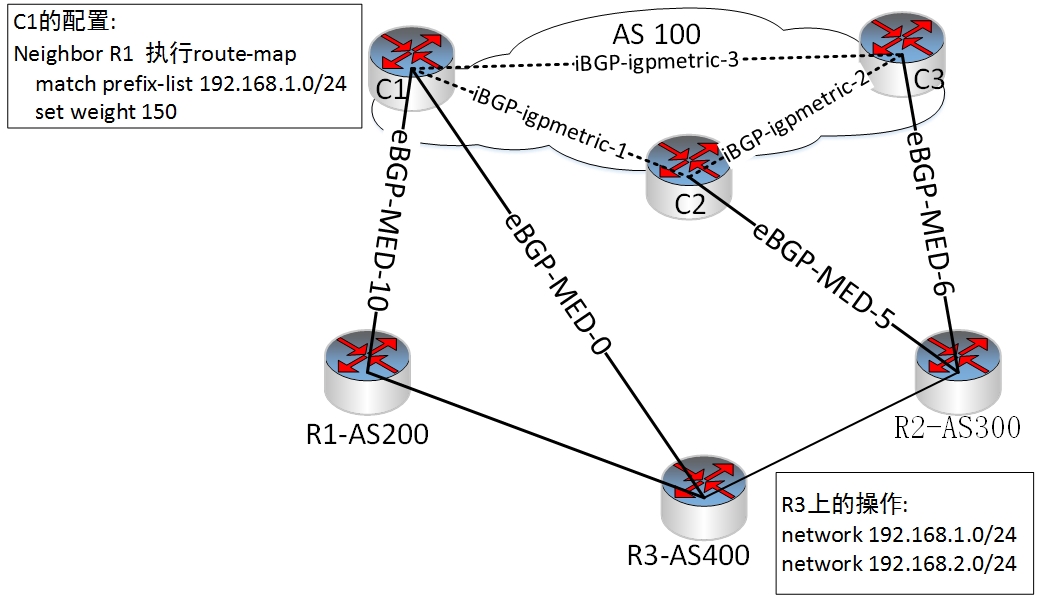 C1的配置:
Neighbor R1 执行route-map
match prefix-list 192.168.1.0/24
set weight 150
AS 100
iBGP-igpmetric-3
C1
C3
iBGP-igpmetric-1
iBGP-igpmetric-2
C2
eBGP-MED-10
eBGP-MED-0
eBGP-MED-5
eBGP-MED-6
R1-AS200
R2-AS300
R3-AS400
R3上的操作:
network 192.168.1.0/24
network 192.168.2.0/24